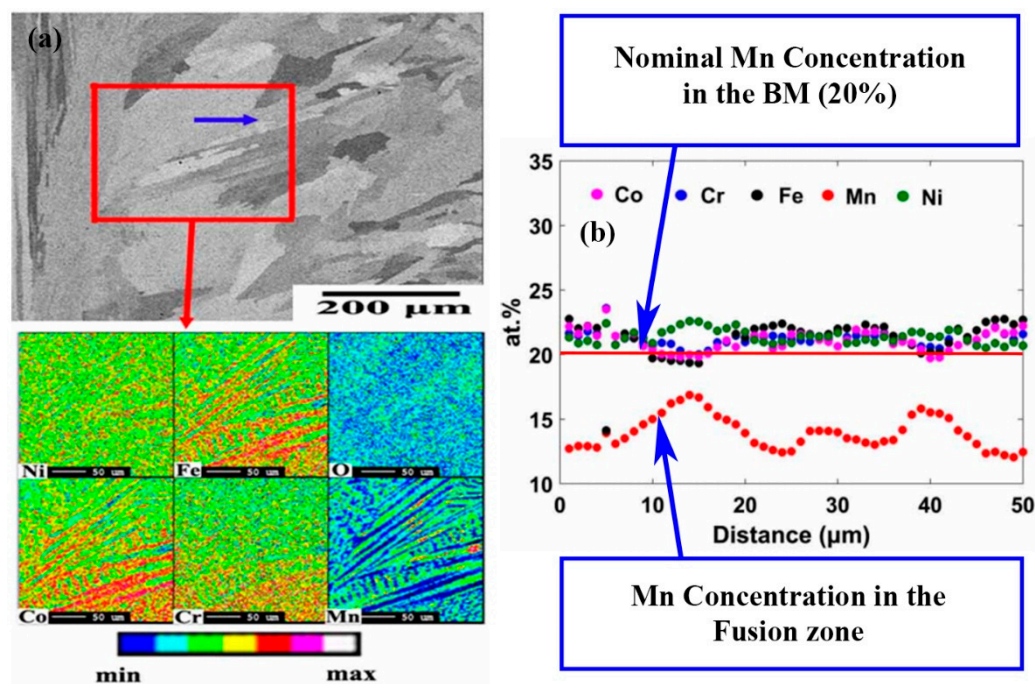 (a)
200 μm
Ni 50 um
Fe 50 um
O 50 um
Co 50 um
Cr 50 um
Mn 50 um
min max
Nominal Mn Concentration
in the BM (20%)
35
30
25
20
15
10
at.%
Co Cr Fe Mn Ni
(b)
0 10 20 30 40 50
Distance (μm)
Mn Concentration in the
Fusion zone